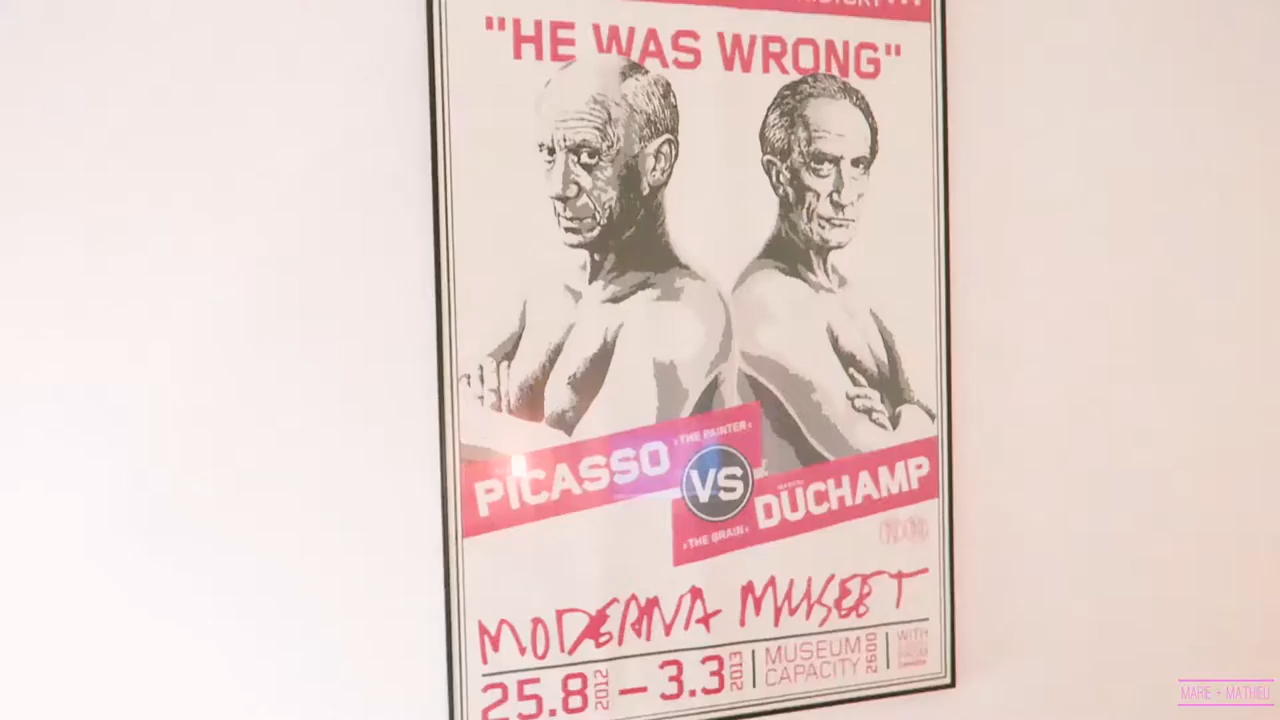 "HE WAS WRONG"
›THE PAINTER‹
PICASSO
VS
DUCHAMP
›THE BRAIN‹
MODERNA MUSEET
25.8 2012 – 3.3 2013
MUSEUM CAPACITY 2600
WITH
MARIE + MATHIEU